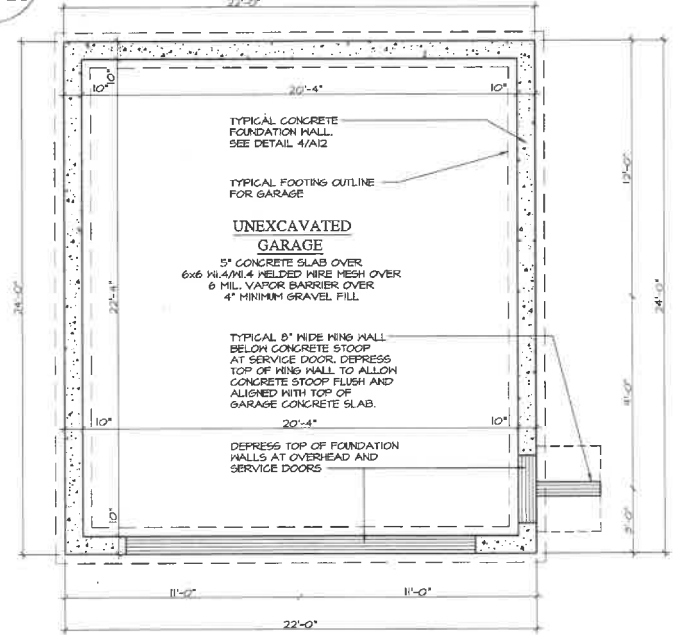 22'-0"
10"
10"
20'-4"
10"
TYPICAL CONCRETE
FOUNDATION WALL.
SEE DETAIL 4/A12
12'-0"
TYPICAL FOOTING OUTLINE
FOR GARAGE
UNEXCAVATED
GARAGE
5" CONCRETE SLAB OVER
6x6 W1.4/W1.4 WELDED WIRE MESH OVER
6 MIL. VAPOR BARRIER OVER
4" MINIMUM GRAVEL FILL
24'-0"
22'-4"
24'-0"
TYPICAL 8" WIDE WING WALL
BELOW CONCRETE STOOP
AT SERVICE DOOR. DEPRESS
TOP OF WING WALL TO ALLOW
CONCRETE STOOP FLUSH AND
ALIGNED WITH TOP OF
GARAGE CONCRETE SLAB.
10"
20'-4"
10"
DEPRESS TOP OF FOUNDATION
WALLS AT OVERHEAD AND
SERVICE DOORS
10"
3'-0"
11'-0"
11'-0"
22'-0"